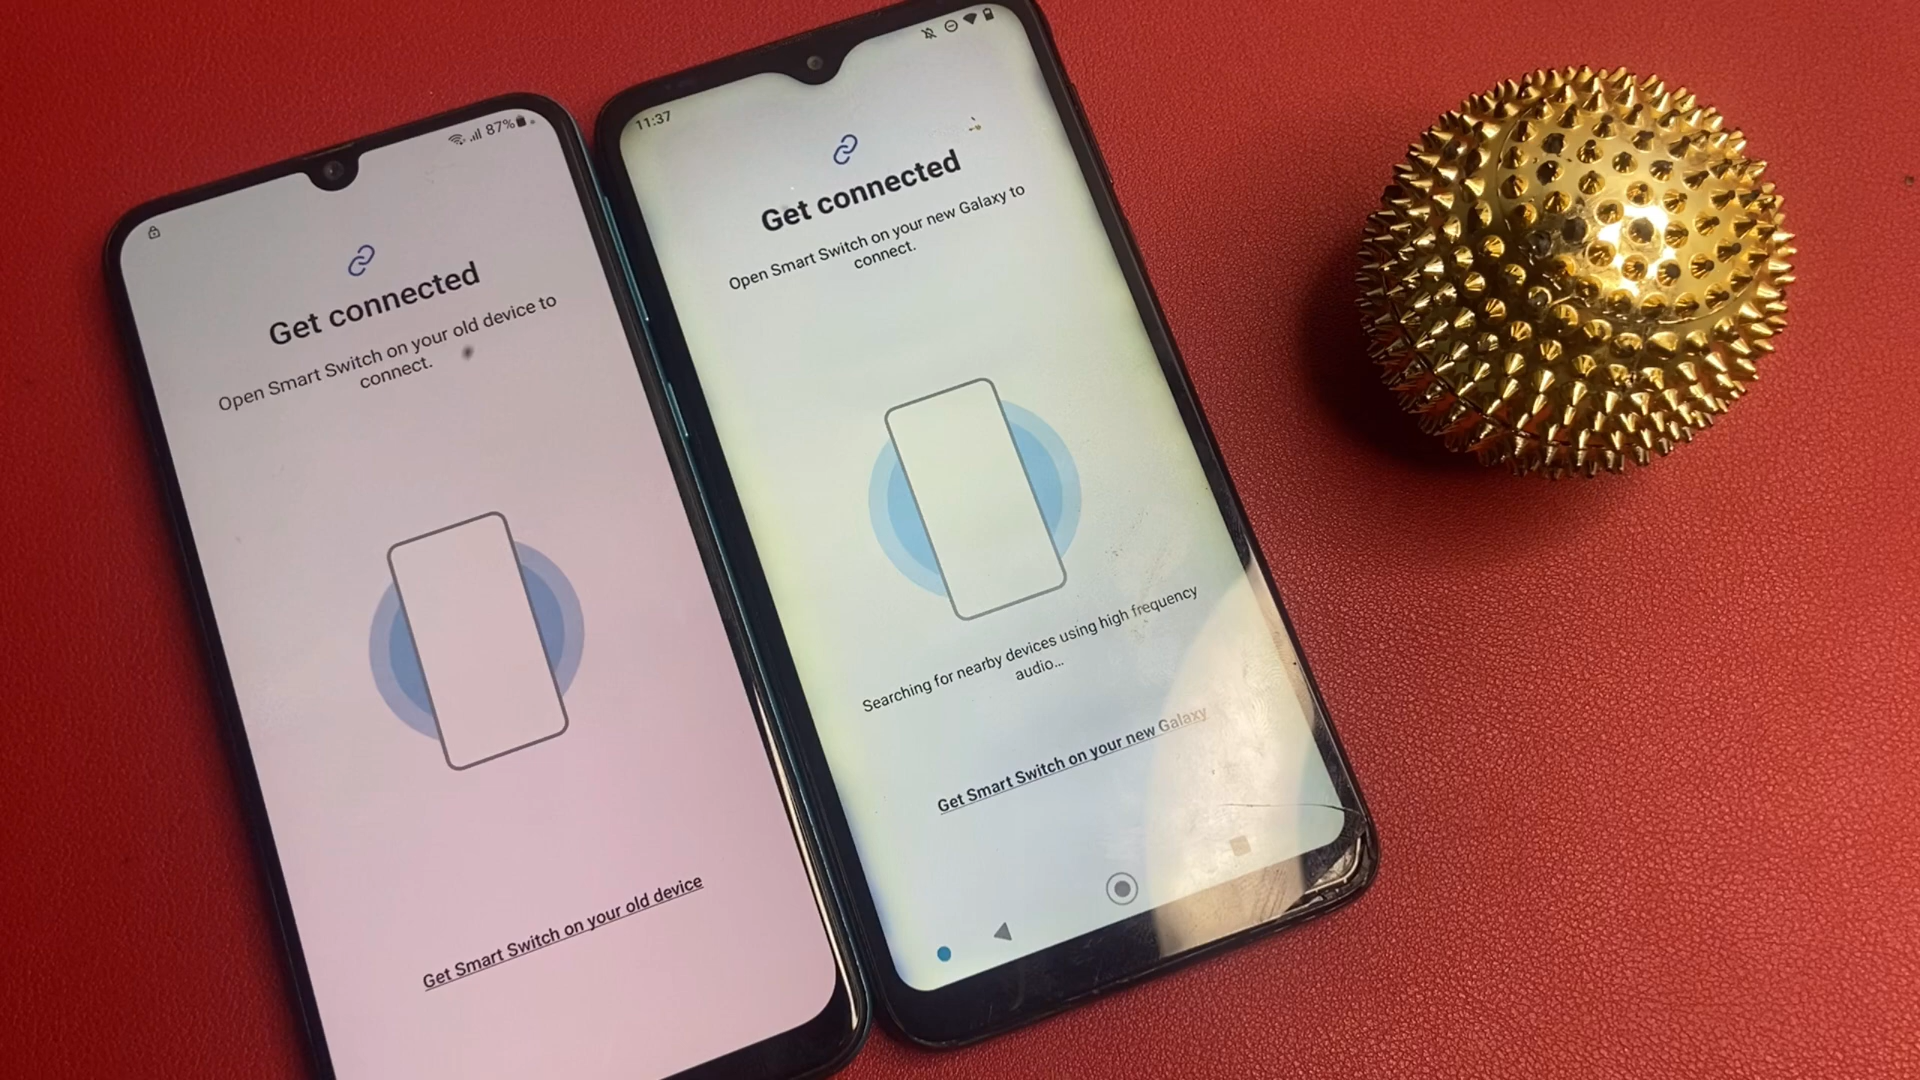 87%
Get connected
Open Smart Switch on your old device to
connect.
Get Smart Switch on your old device
11:37
Get connected
Open Smart Switch on your new Galaxy to
connect.
Searching for nearby devices using high frequency
audio...
Get Smart Switch on your new Galaxy